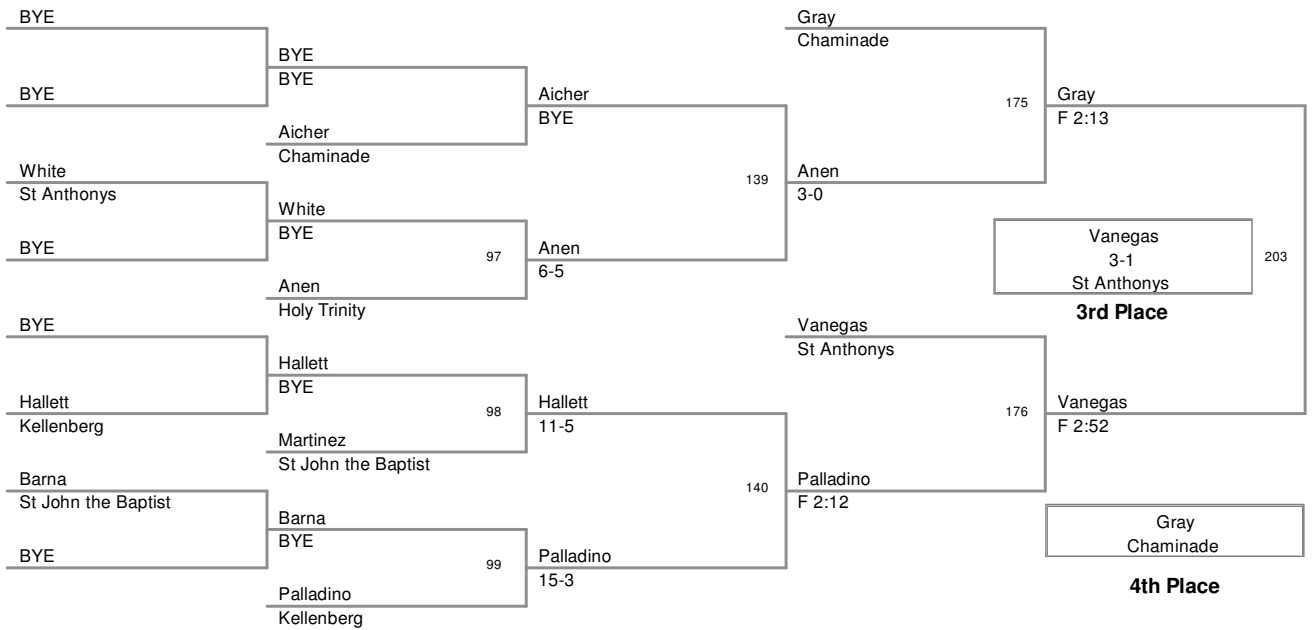 BYE
BYE
White
St Anthonys
BYE
BYE
Hallett
Kellenberg
Barna
St John the Baptist
BYE
BYE
BYE
Aicher
Chaminade
White
BYE
97
Anen
Holy Trinity
Hallett
BYE
98
Martinez
St John the Baptist
Barna
BYE
99
Palladino
Kellenberg
Aicher
BYE
139
Anen
6-5
Hallett
11-5
140
Palladino
15-3
Gray
Chaminade
175
Anen
3-0
Vanegas
St Anthonys
176
Palladino
F 2:12
Gray
F 2:13
Vanegas
3-1
St Anthonys
203
3rd Place
Vanegas
F 2:52
Gray
Chaminade
4th Place